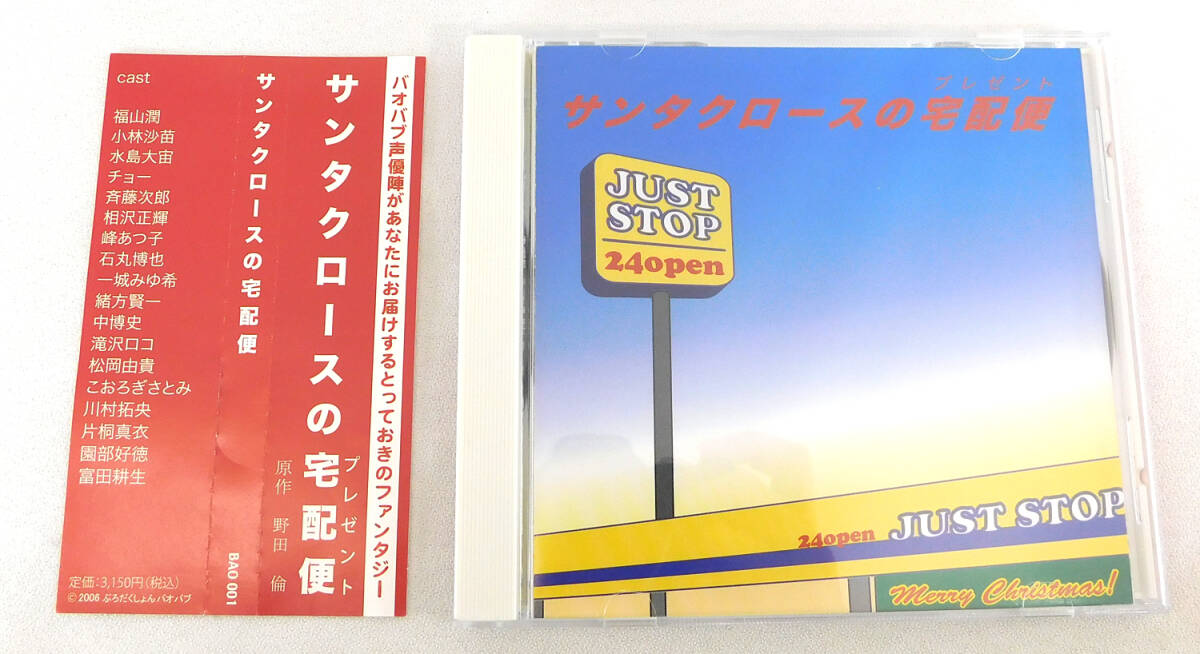 cast
福山潤
小林沙苗
水島大宙
チョー
斉藤次郎
相沢正輝
峰あつ子
石丸博也
一城みゆ希
緒方賢一
中博史
滝沢ロコ
松岡由貴
こおろぎさとみ
川村拓央
片桐真衣
園部好徳
富田耕生
定価:3,150円(税込)
© 2006 ぷろだくしょんバオバブ
サンタクロースの宅配便
BAO 001
バオバブ声優陣があなたにお届けするとっておきのファンタジー
サンタクロースの宅配便
プレゼント
原作 野田 倫
プレゼント
サンタクロースの宅配便
JUST
STOP
24open
24open JUST STOP
Merry Christmas!